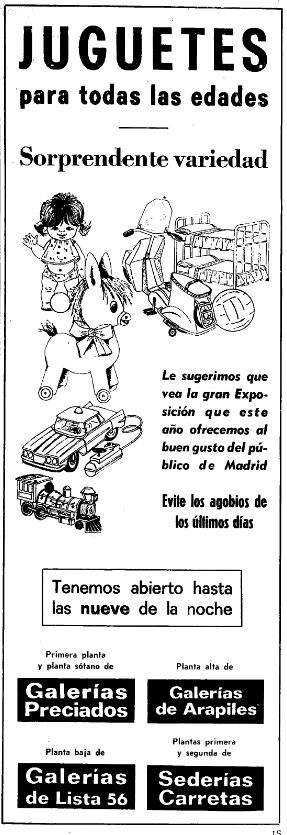 JUGUETES
para todas las edades
Sorprendente variedad
Le sugerimos que
vea la gran Expo-
sición que este
año ofrecemos al
buen gusto del pú-
blico de Madrid
Evite los agobios de
los últimos días
Tenemos abierto hasta
las nueve de la noche
Primera planta
y planta sótano de
Galerías
Preciados
Planta alta de
Galerías
de Arapiles
Planta baja de
Galerías
de Lista 56
Plantas primera
y segunda de
Sederías
Carretas